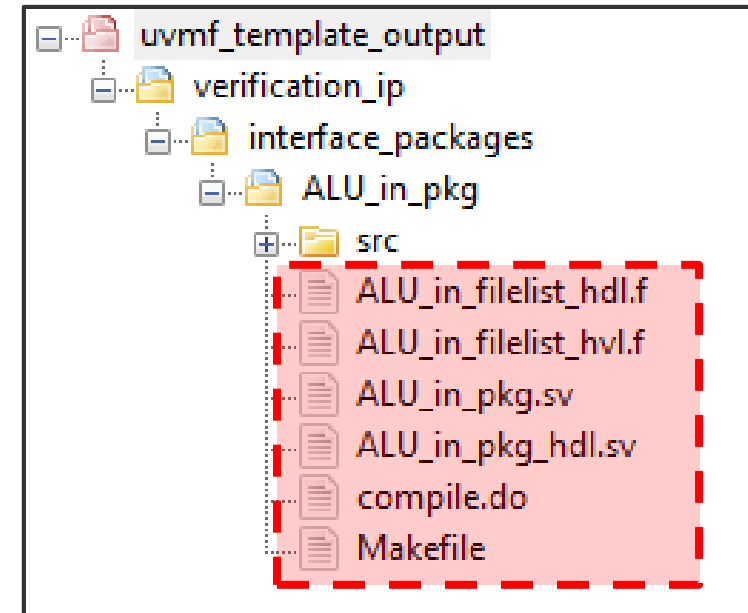 uvmf_template_output
verification_ip
interface_packages
ALU_in_pkg
src
ALU_in_filelist_hdl.f
ALU_in_filelist_hvl.f
ALU_in_pkg.sv
ALU_in_pkg_hdl.sv
compile.do
Makefile